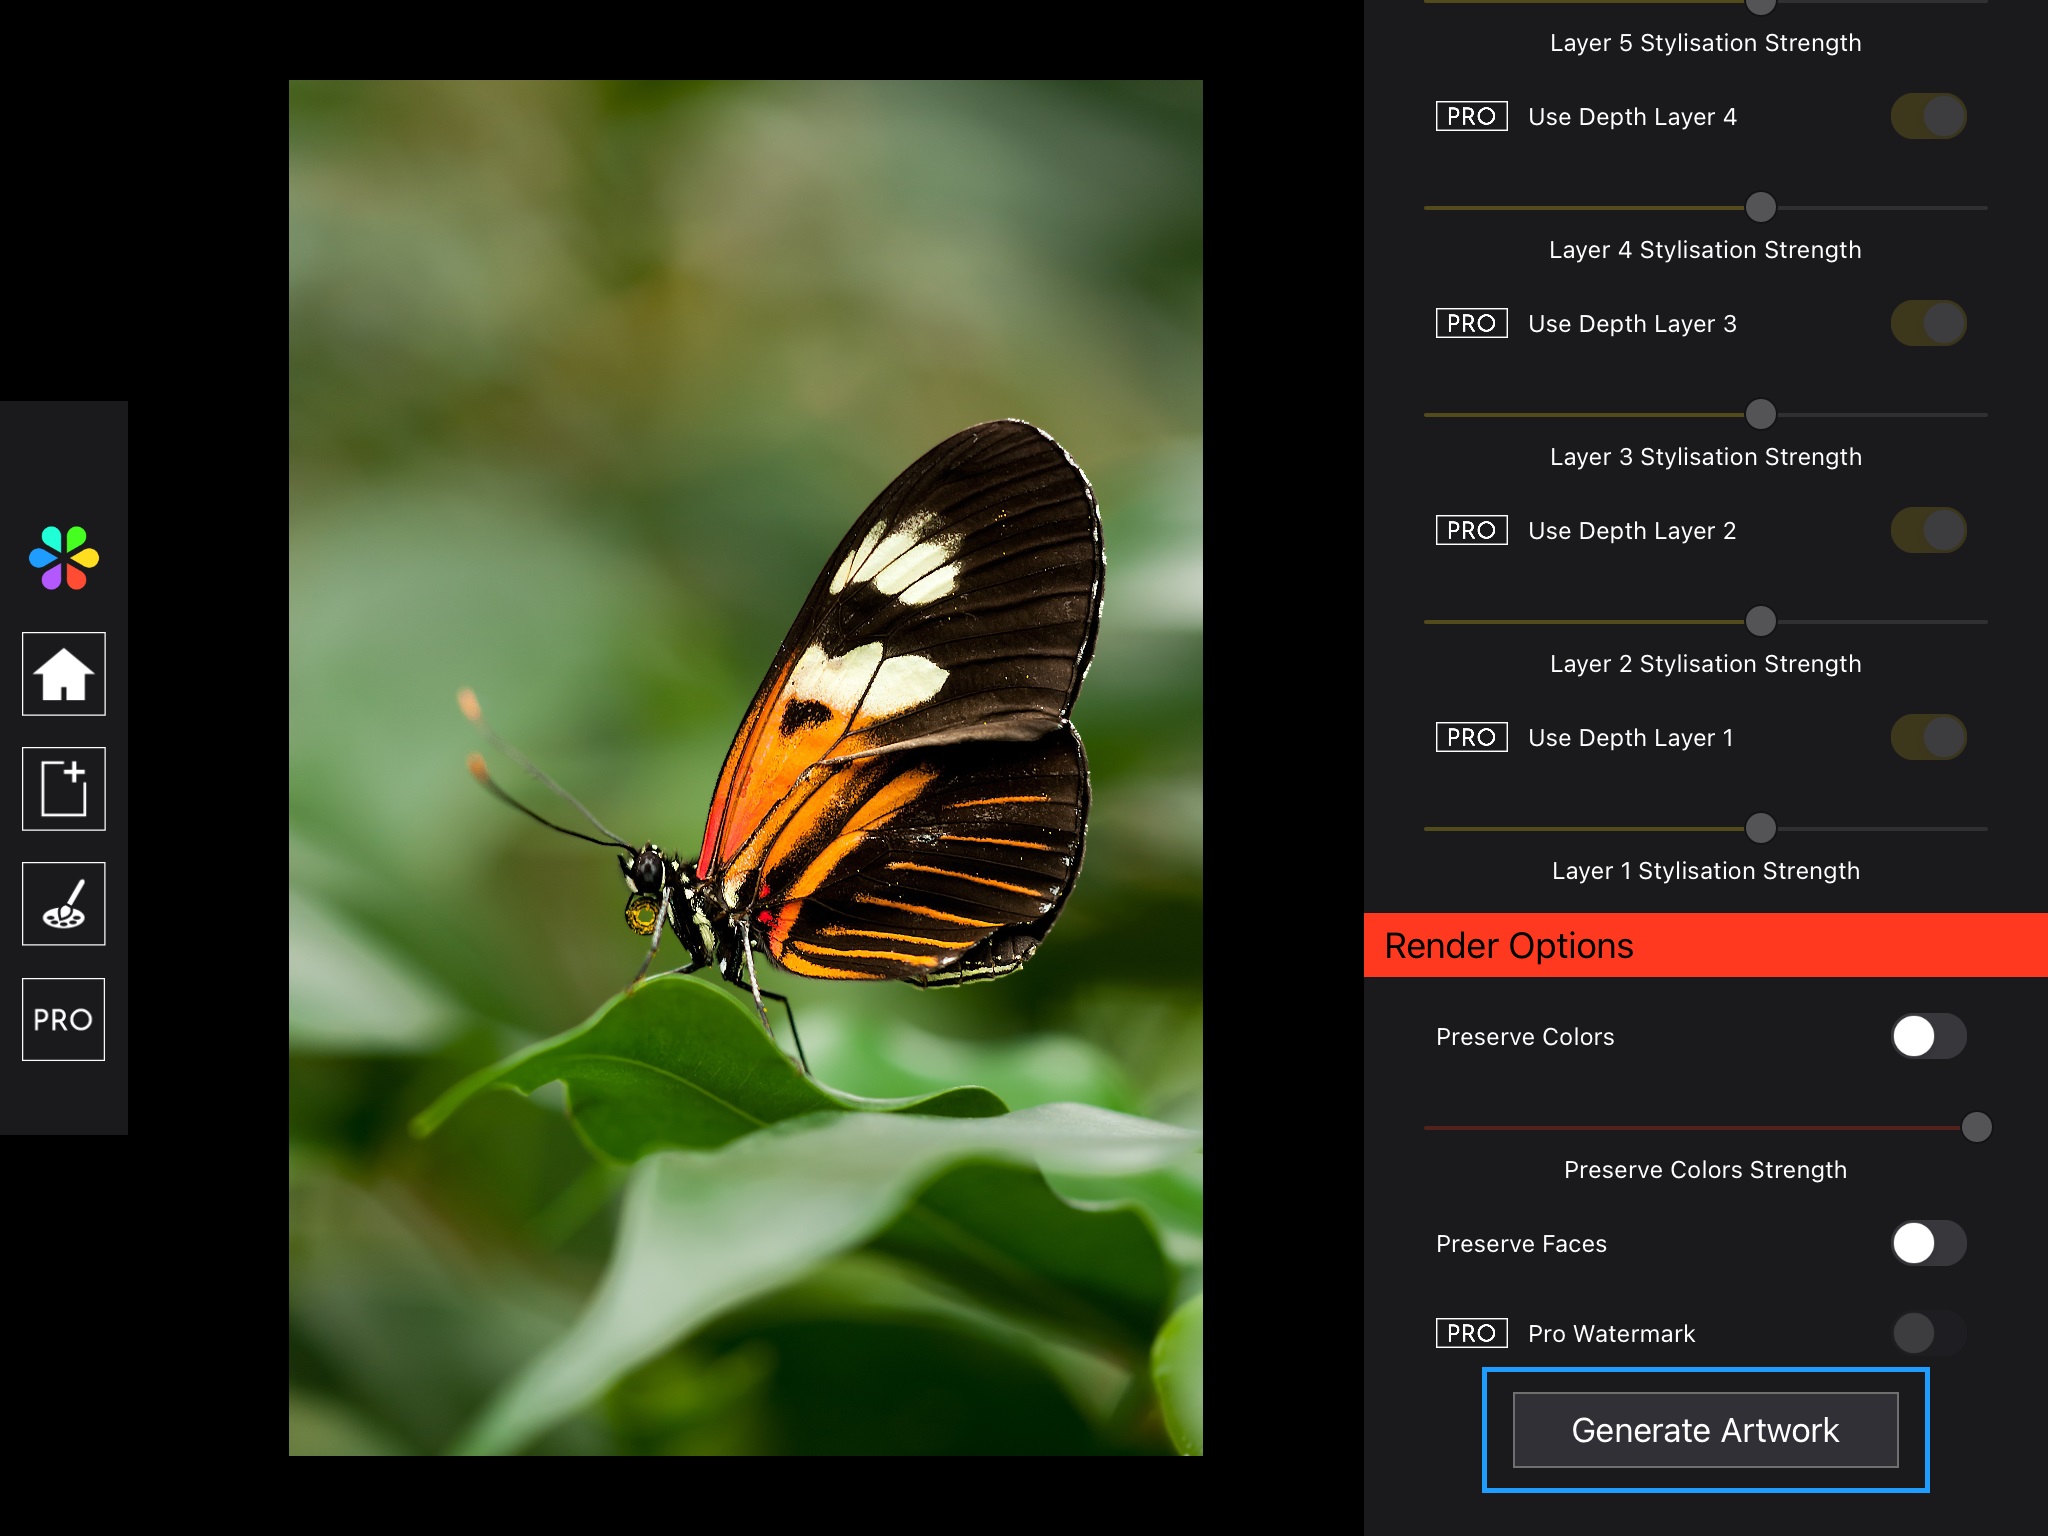 Layer 5 Stylisation Strength
PRO Use Depth Layer 4
Layer 4 Stylisation Strength
PRO Use Depth Layer 3
Layer 3 Stylisation Strength
PRO Use Depth Layer 2
Layer 2 Stylisation Strength
PRO Use Depth Layer 1
Layer 1 Stylisation Strength
Render Options
Preserve Colors
Preserve Colors Strength
Preserve Faces
PRO Pro Watermark
Generate Artwork
PRO